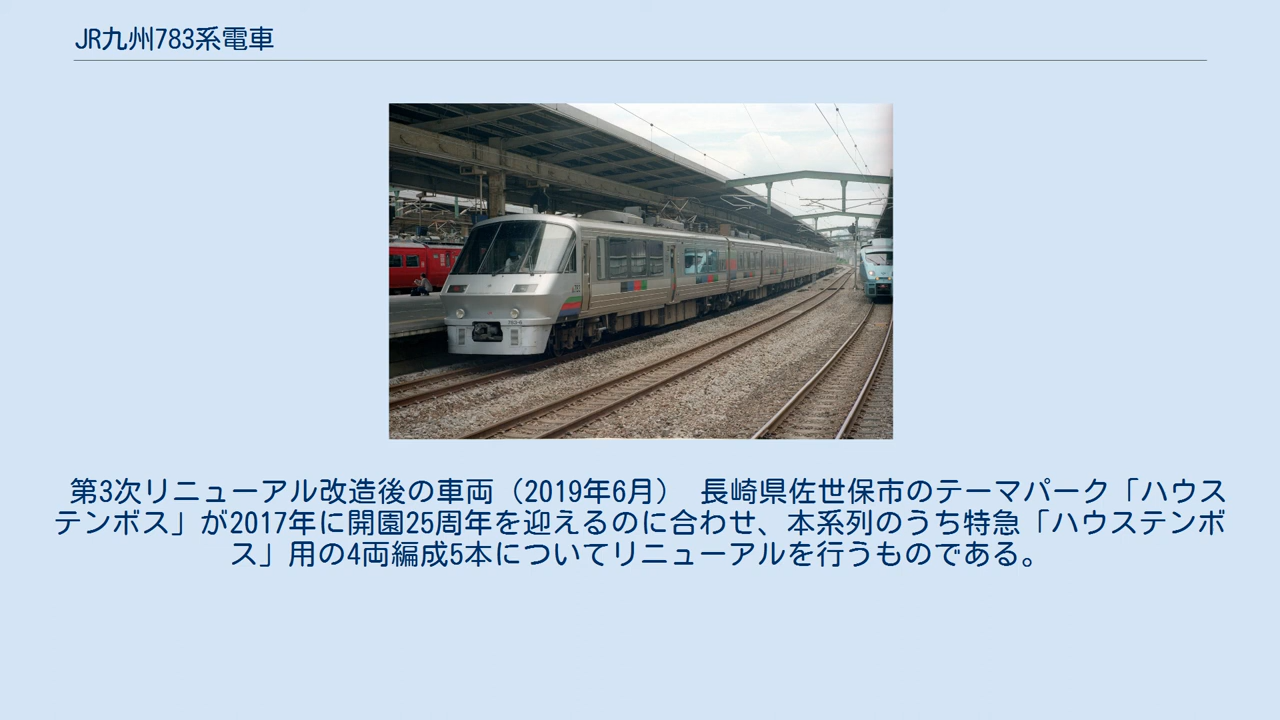 JR九州783系電車
第3次リニューアル改造後の車両（2019年6月） 長崎県佐世保市のテーマパーク「ハウス
テンボス」が2017年に開園25周年を迎えるのに合わせ、本系列のうち特急「ハウステンボ
ス」用の4両編成5本についてリニューアルを行うものである。